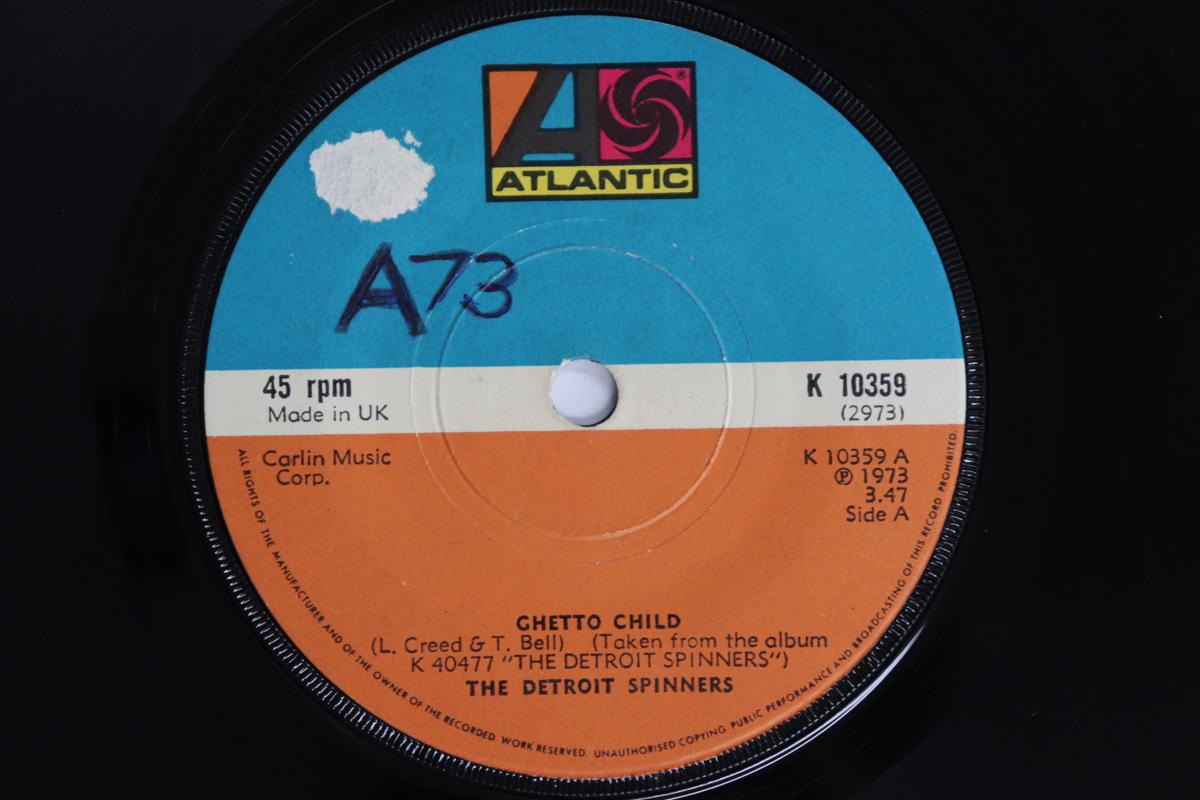 A ®
ATLANTIC
A73
45 rpm
Made in UK
K 10359
(2973)
Carlin Music
Corp.
K 10359 A
℗ 1973
3.47
Side A
GHETTO CHILD
(L. Creed & T. Bell) (Taken from the album
K 40477 "THE DETROIT SPINNERS")
THE DETROIT SPINNERS
ALL RIGHTS OF THE MANUFACTURER AND OF THE OWNER OF THE RECORDED WORK RESERVED. UNAUTHORISED COPYING PUBLIC PERFORMANCE AND BROADCASTING OF THIS RECORD PROHIBITED.